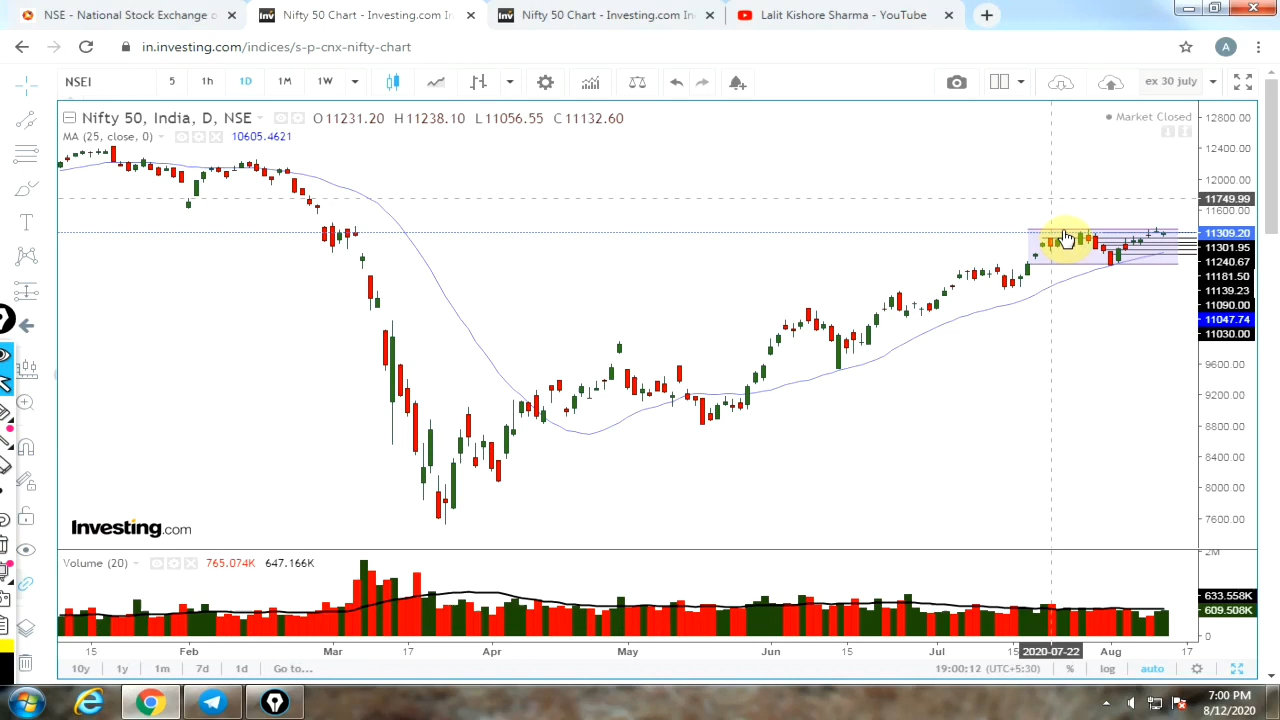 NSE - National Stock Exchange o
Nifty 50 Chart - Investing.com In
Nifty 50 Chart - Investing.com In
Lalit Kishore Sharma - YouTube
in.investing.com/indices/s-p-cnx-nifty-chart
A
NSEI 5 1h 1D 1M 1W ex 30 july
Nifty 50, India, D, NSE O11231.20 H11238.10 L11056.55 C11132.60
Market Closed
MA (25, close, 0) 10605.4621
12800.00
12400.00
12000.00
11749.99
11600.00
11309.20
11301.95
11240.67
11181.50
11139.23
11090.00
11047.74
11030.00
9600.00
9200.00
8800.00
8400.00
8000.00
7600.00
Investing.com
Volume (20) 765.074K 647.166K
2M
633.558K
609.508K
0
15 Feb Mar 17 Apr 15 May Jun 15 Jul 15 2020-07-22 Aug 17
10y 1y 1m 7d 1d Go to... 19:00:12 (UTC+5:30) % log auto
7:00 PM
8/12/2020